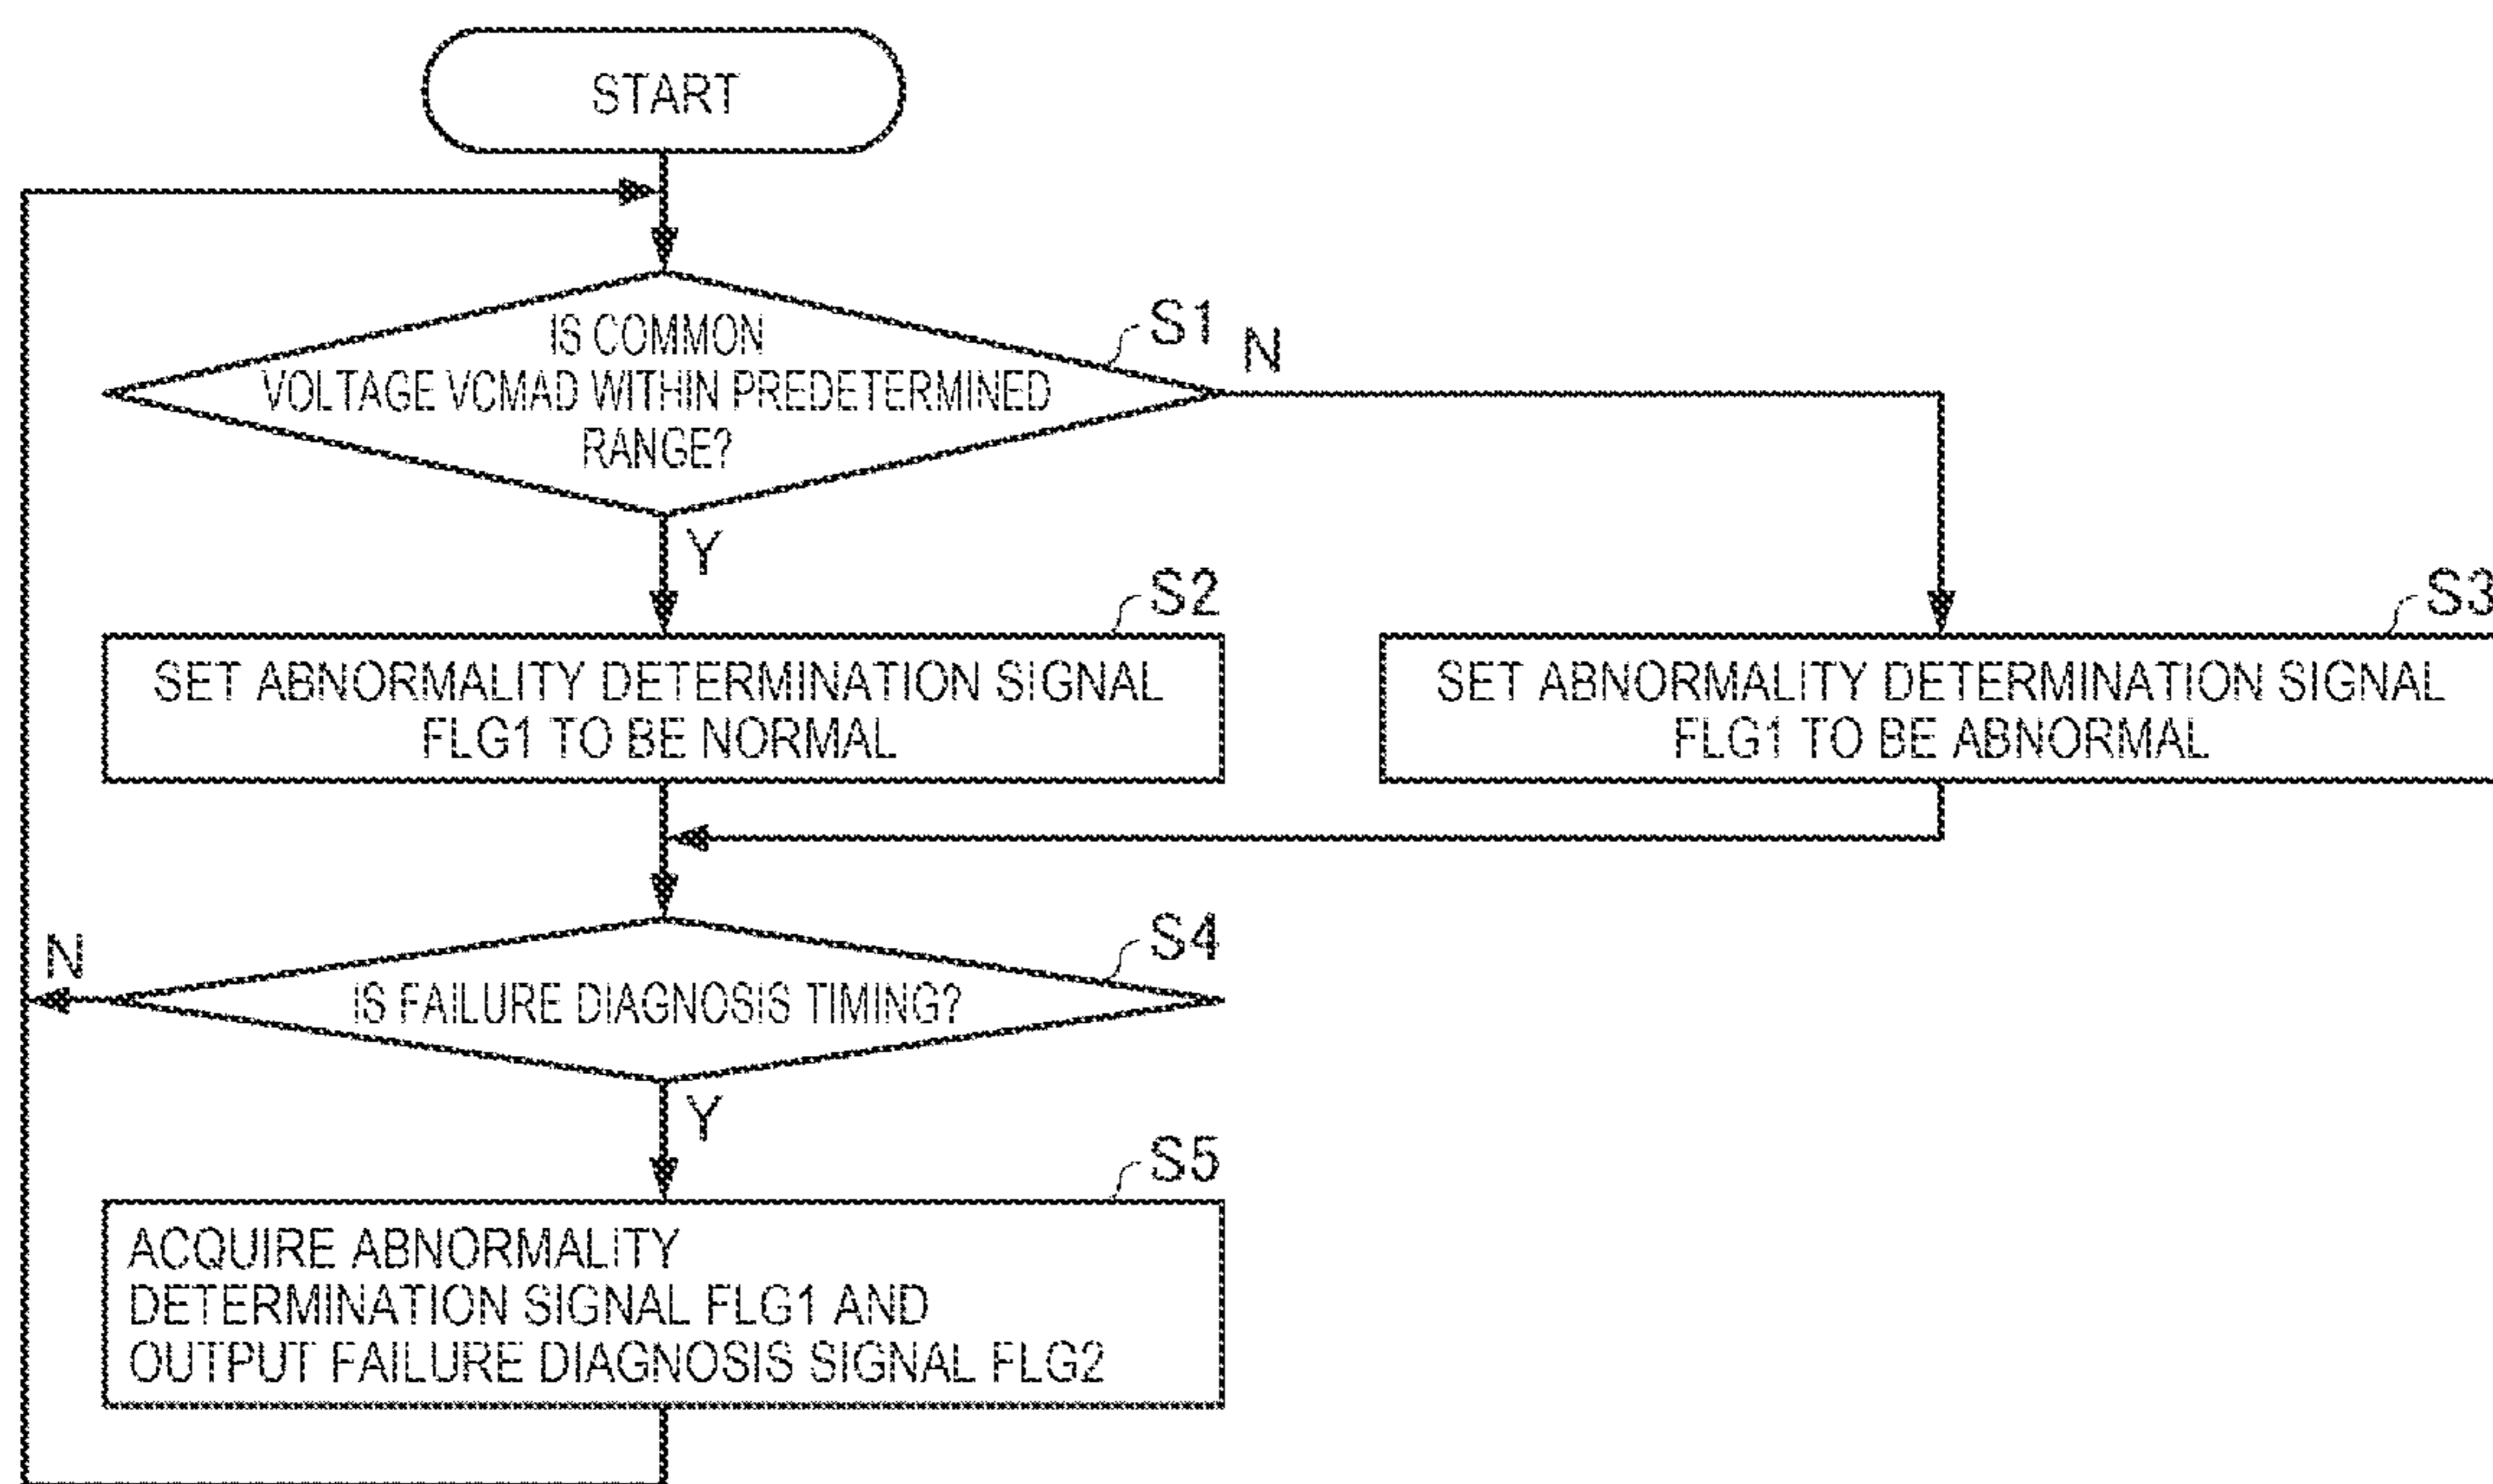 START
IS COMMON
VOLTAGE VCMAD WITHIN PREDETERMINED
RANGE?
S1
N
Y
S2
SET ABNORMALITY DETERMINATION SIGNAL
FLG1 TO BE NORMAL
S3
SET ABNORMALITY DETERMINATION SIGNAL
FLG1 TO BE ABNORMAL
S4
N
IS FAILURE DIAGNOSIS TIMING?
Y
S5
ACQUIRE ABNORMALITY
DETERMINATION SIGNAL FLG1 AND
OUTPUT FAILURE DIAGNOSIS SIGNAL FLG2